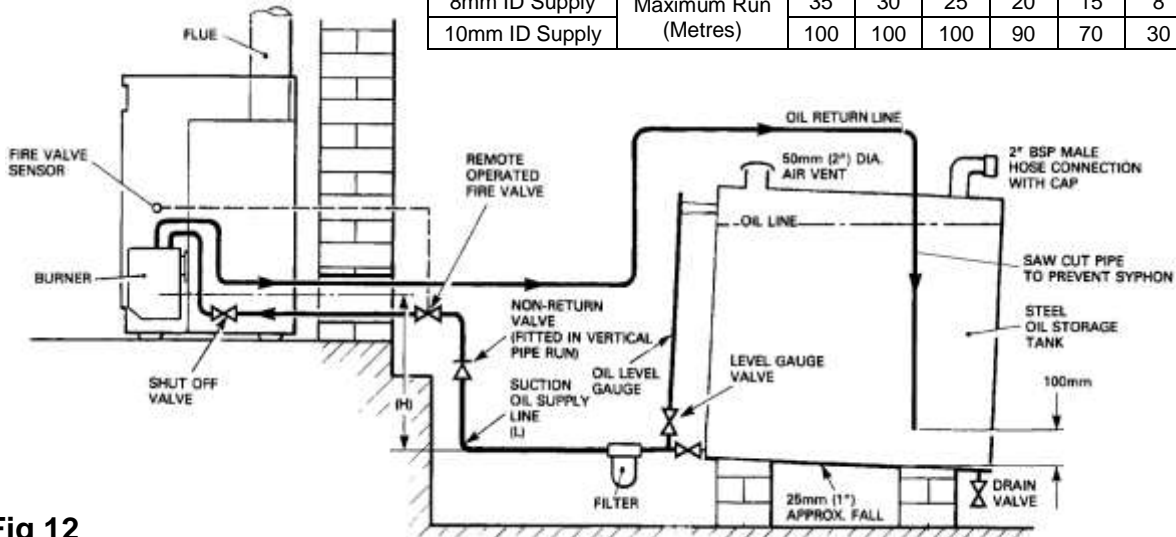 8mm ID Supply Maximum Run 35 30 25 20 15 8
10mm ID Supply (Metres) 100 100 100 90 70 30
FLUE
OIL RETURN LINE
FIRE VALVE
SENSOR
REMOTE
OPERATED
FIRE VALVE
50mm (2") DIA.
AIR VENT
2" BSP MALE
HOSE CONNECTION
WITH CAP
OIL LINE
BURNER
SAW CUT PIPE
TO PREVENT SYPHON
NON-RETURN
VALVE
(FITTED IN VERTICAL
PIPE RUN)
STEEL
OIL STORAGE
TANK
OIL LEVEL
GAUGE
LEVEL GAUGE
VALVE
100mm
SHUT OFF
VALVE
(H)
SUCTION
OIL SUPPLY
LINE
(L)
FILTER
25mm (1")
APPROX. FALL
DRAIN
VALVE
Fig 12